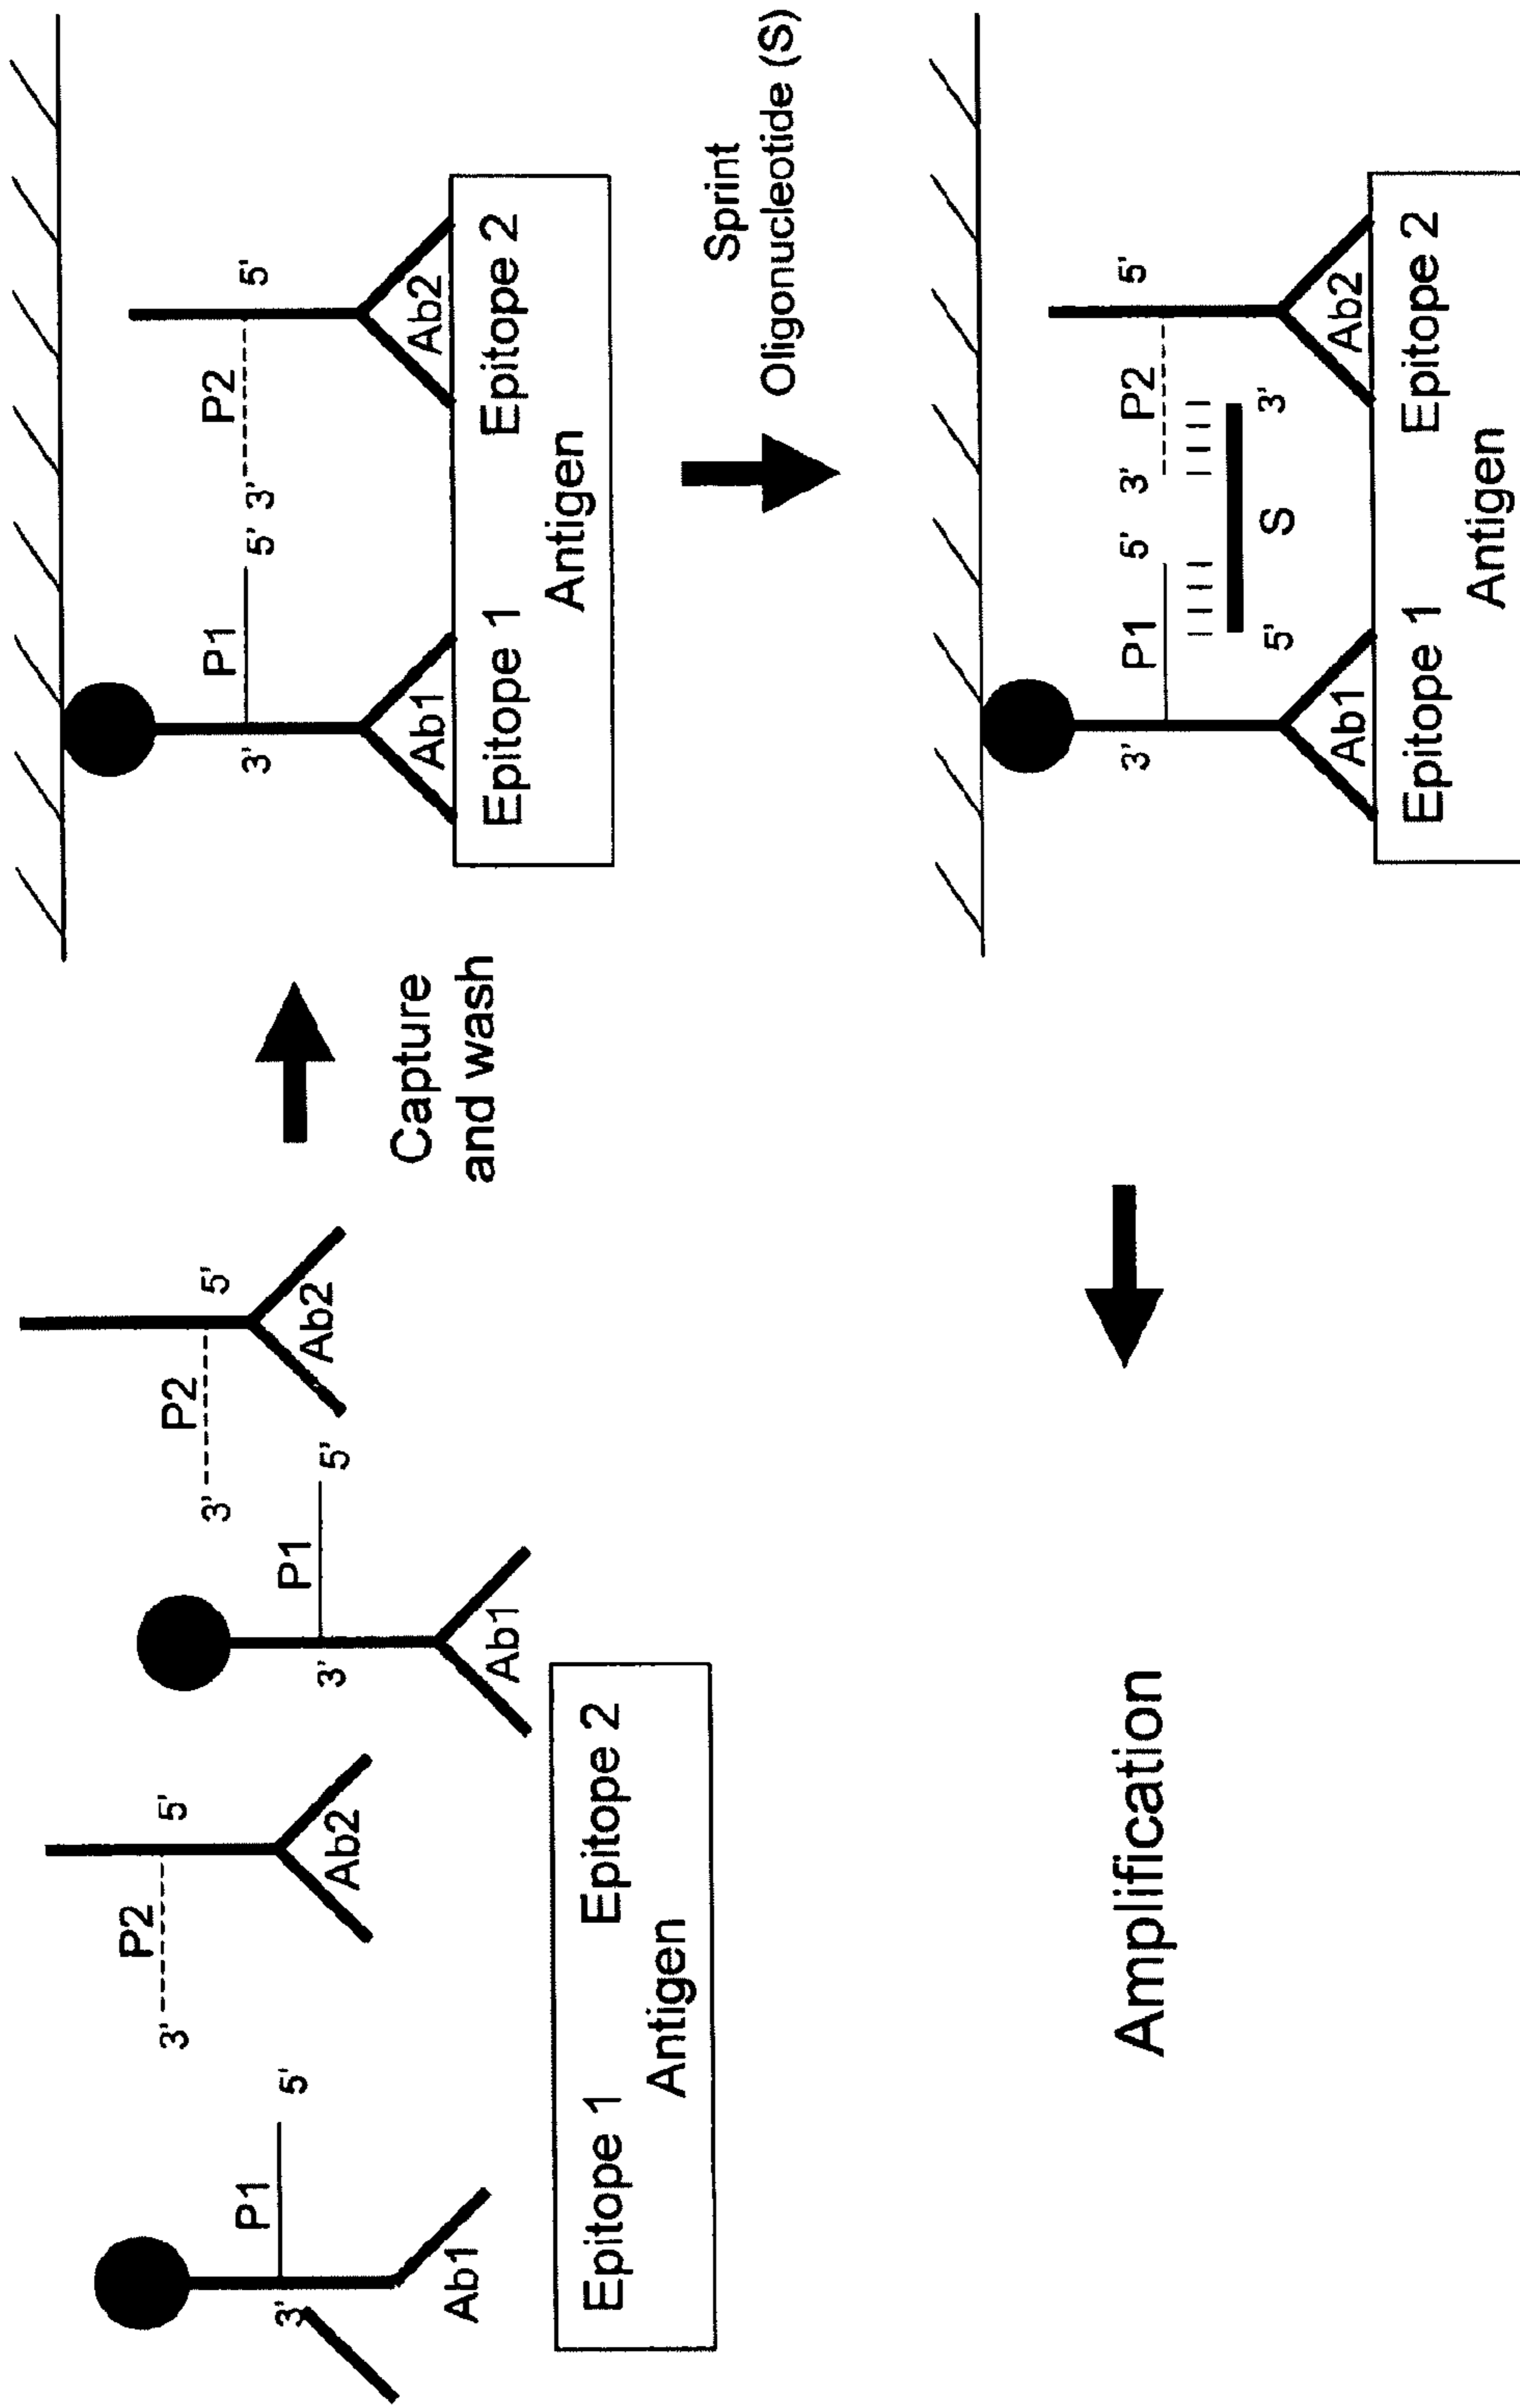 P2
3'
5'
P2
3'
5'
P1
3'
5'
P1
3'
5'
Ab2
Ab2
Ab1
Ab1
Epitope 1
Epitope 2
Antigen
Capture
and wash
P1
P2
3'
5'
3'
5'
Ab1
Ab2
Epitope 1
Epitope 2
Antigen
Sprint
Oligonucleotide (S)
P1
P2
3'
5'
3'
5'
5'
S
3'
Ab1
Ab2
Epitope 1
Epitope 2
Antigen
Amplification